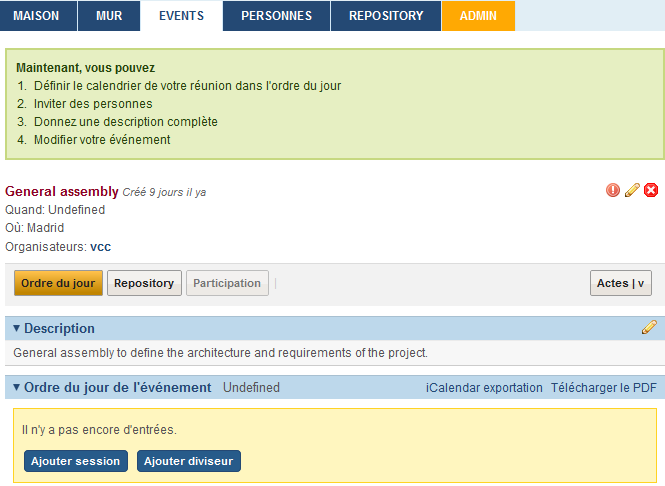 MAISON MUR EVENTS PERSONNES REPOSITORY ADMIN
Maintenant, vous pouvez
1. Définir le calendrier de votre réunion dans l'ordre du jour
2. Inviter des personnes
3. Donnez une description complète
4. Modifier votre événement
General assembly Créé 9 jours il ya
Quand: Undefined
Où: Madrid
Organisateurs: vcc
Ordre du jour Repository Participation | Actes | v
▾ Description
General assembly to define the architecture and requirements of the project.
▾ Ordre du jour de l'événement Undefined iCalendar exportation Télécharger le PDF
Il n'y a pas encore d'entrées.
Ajouter session Ajouter diviseur